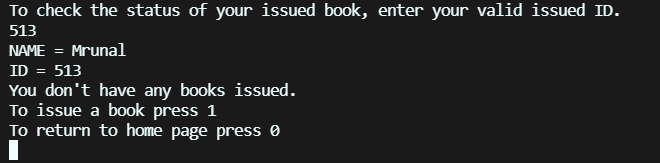 To check the status of your issued book, enter your valid issued ID.
513
NAME = Mrunal
ID = 513
You don't have any books issued.
To issue a book press 1
To return to home page press 0